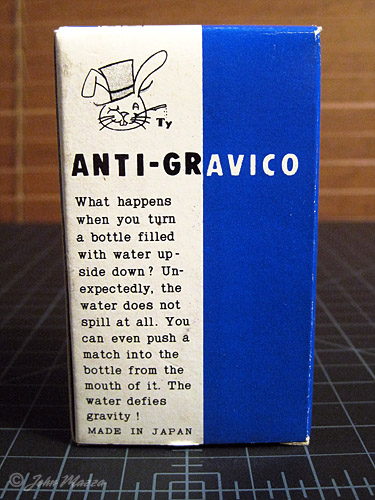 Ty
ANTI-GRAVICO
What happens
when you turn
a bottle filled
with water up-
side down? Un-
expectedly, the
water does not
spill at all. You
can even push a
match into the
bottle from the
mouth of it. The
water defies
gravity!
MADE IN JAPAN
© John Mazza